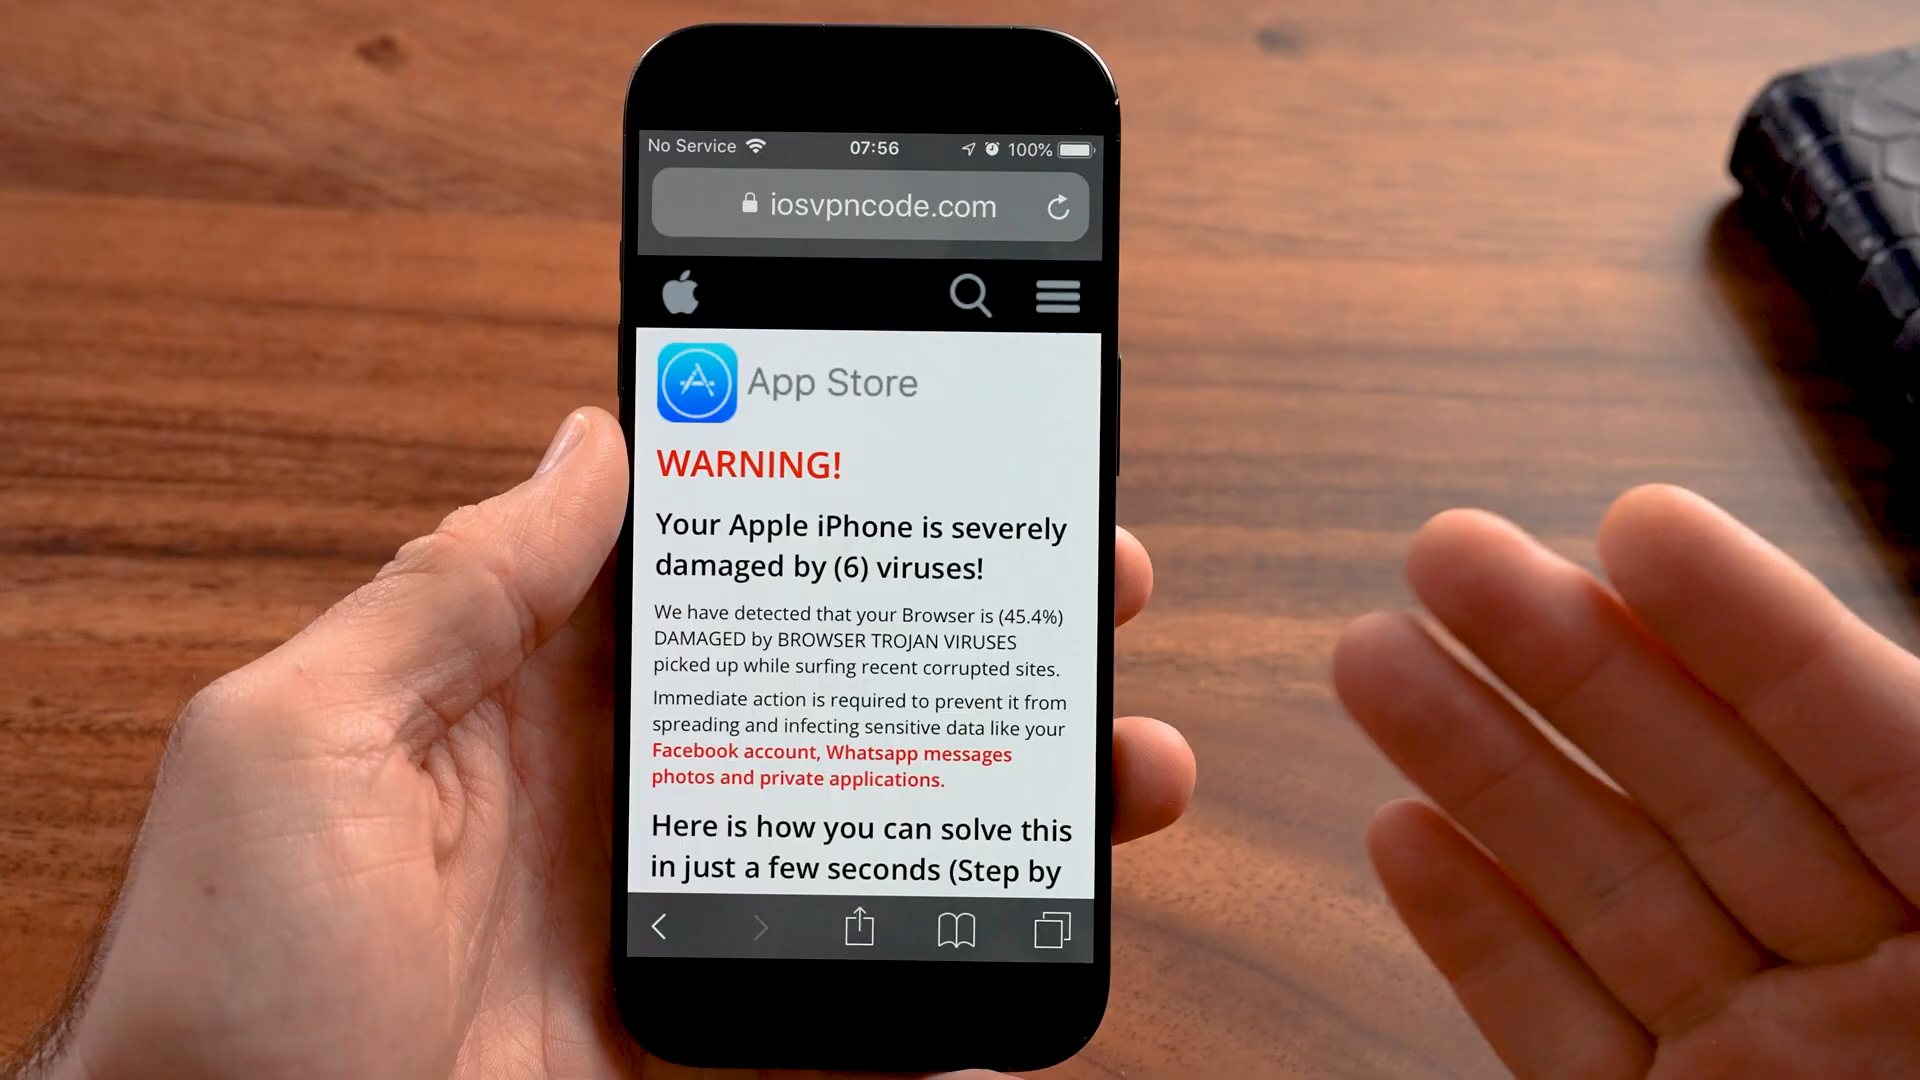 No Service 07:56 100%
iosvpncode.com
App Store
WARNING!
Your Apple iPhone is severely
damaged by (6) viruses!
We have detected that your Browser is (45.4%)
DAMAGED by BROWSER TROJAN VIRUSES
picked up while surfing recent corrupted sites.
Immediate action is required to prevent it from
spreading and infecting sensitive data like your
Facebook account, Whatsapp messages
photos and private applications.
Here is how you can solve this
in just a few seconds (Step by